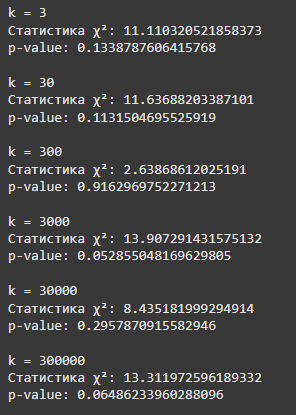 k = 3
Статистика χ²: 11.110320521858373
p-value: 0.1338787606415768
k = 30
Статистика χ²: 11.63688203387101
p-value: 0.1131504695525919
k = 300
Статистика χ²: 2.63868612025191
p-value: 0.9162969752271213
k = 3000
Статистика χ²: 13.907291431575132
p-value: 0.052855048169629805
k = 30000
Статистика χ²: 8.435181999294914
p-value: 0.2957870915582946
k = 300000
Статистика χ²: 13.311972596189332
p-value: 0.06486233960288096